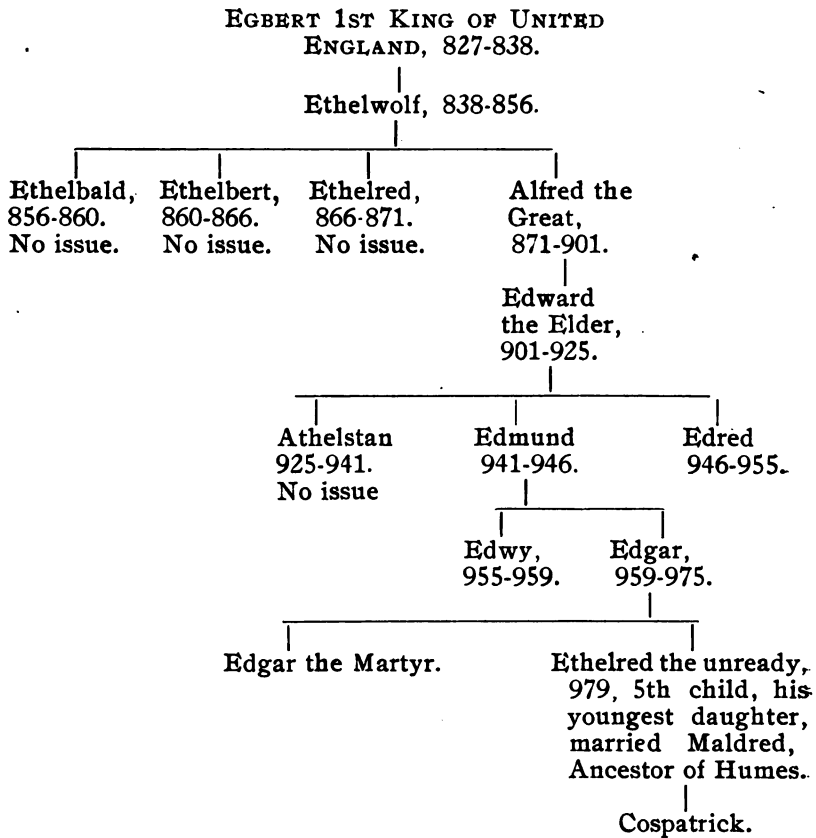 EGBERT 1ST KING OF UNITED
ENGLAND, 827-838.
Ethelwolf, 838-856.
Ethelbald,
856-860.
No issue.
Ethelbert,
860-866.
No issue.
Ethelred,
866-871.
No issue.
Alfred the
Great,
871-901.
Edward
the Elder,
901-925.
Athelstan
925-941.
No issue
Edmund
941-946.
Edred
946-955.
Edwy,
955-959.
Edgar,
959-975.
Edgar the Martyr.
Ethelred the unready,
979, 5th child, his
youngest daughter,
married Maldred,
Ancestor of Humes.
Cospatrick.